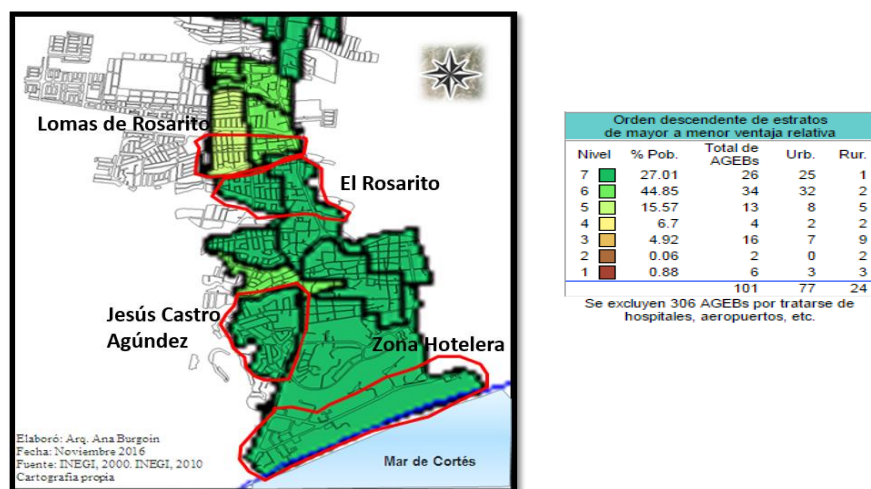 Lomas de Rosarito
El Rosarito
Jesús Castro
Agúndez
Zona Hotelera
Mar de Cortés
Elaboró: Arq. Ana Burgoin
Fecha: Noviembre 2016
Fuente: INEGI, 2000. INEGI, 2010
Cartografia propia
Orden descendente de estratos
de mayor a menor ventaja relativa
Nivel % Pob. Total de AGEBs Urb. Rur.
7 27.01 26 25 1
6 44.85 34 32 2
5 15.57 13 8 5
4 6.7 4 2 2
3 4.92 16 7 9
2 0.06 2 0 2
1 0.88 6 3 3
101 77 24
Se excluyen 306 AGEBs por tratarse de
hospitales, aeropuertos, etc.